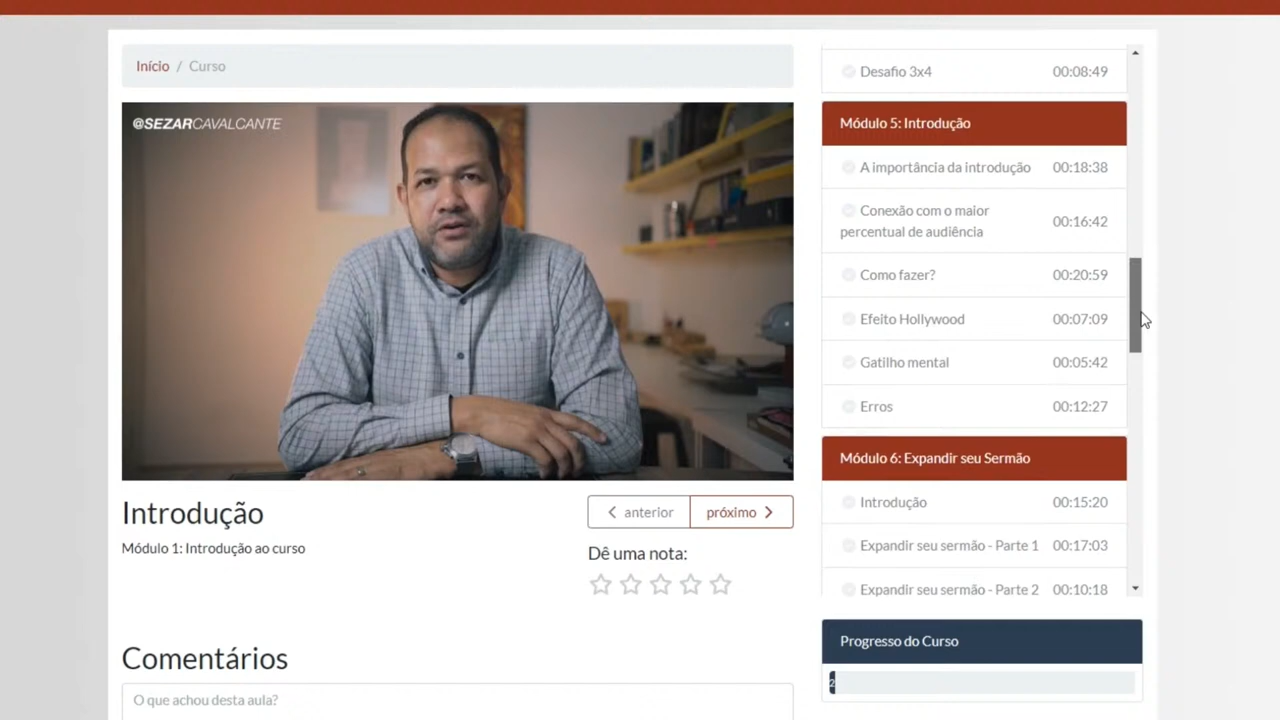 Início / Curso
@SEZARCAVALCANTE
Introdução
Módulo 1: Introdução ao curso
anterior
próximo
Dê uma nota:
Comentários
O que achou desta aula?
Desafio 3x4 00:08:49
Módulo 5: Introdução
A importância da introdução 00:18:38
Conexão com o maior
percentual de audiência 00:16:42
Como fazer? 00:20:59
Efeito Hollywood 00:07:09
Gatilho mental 00:05:42
Erros 00:12:27
Módulo 6: Expandir seu Sermão
Introdução 00:15:20
Expandir seu sermão - Parte 1 00:17:03
Expandir seu sermão - Parte 2 00:10:18
Progresso do Curso